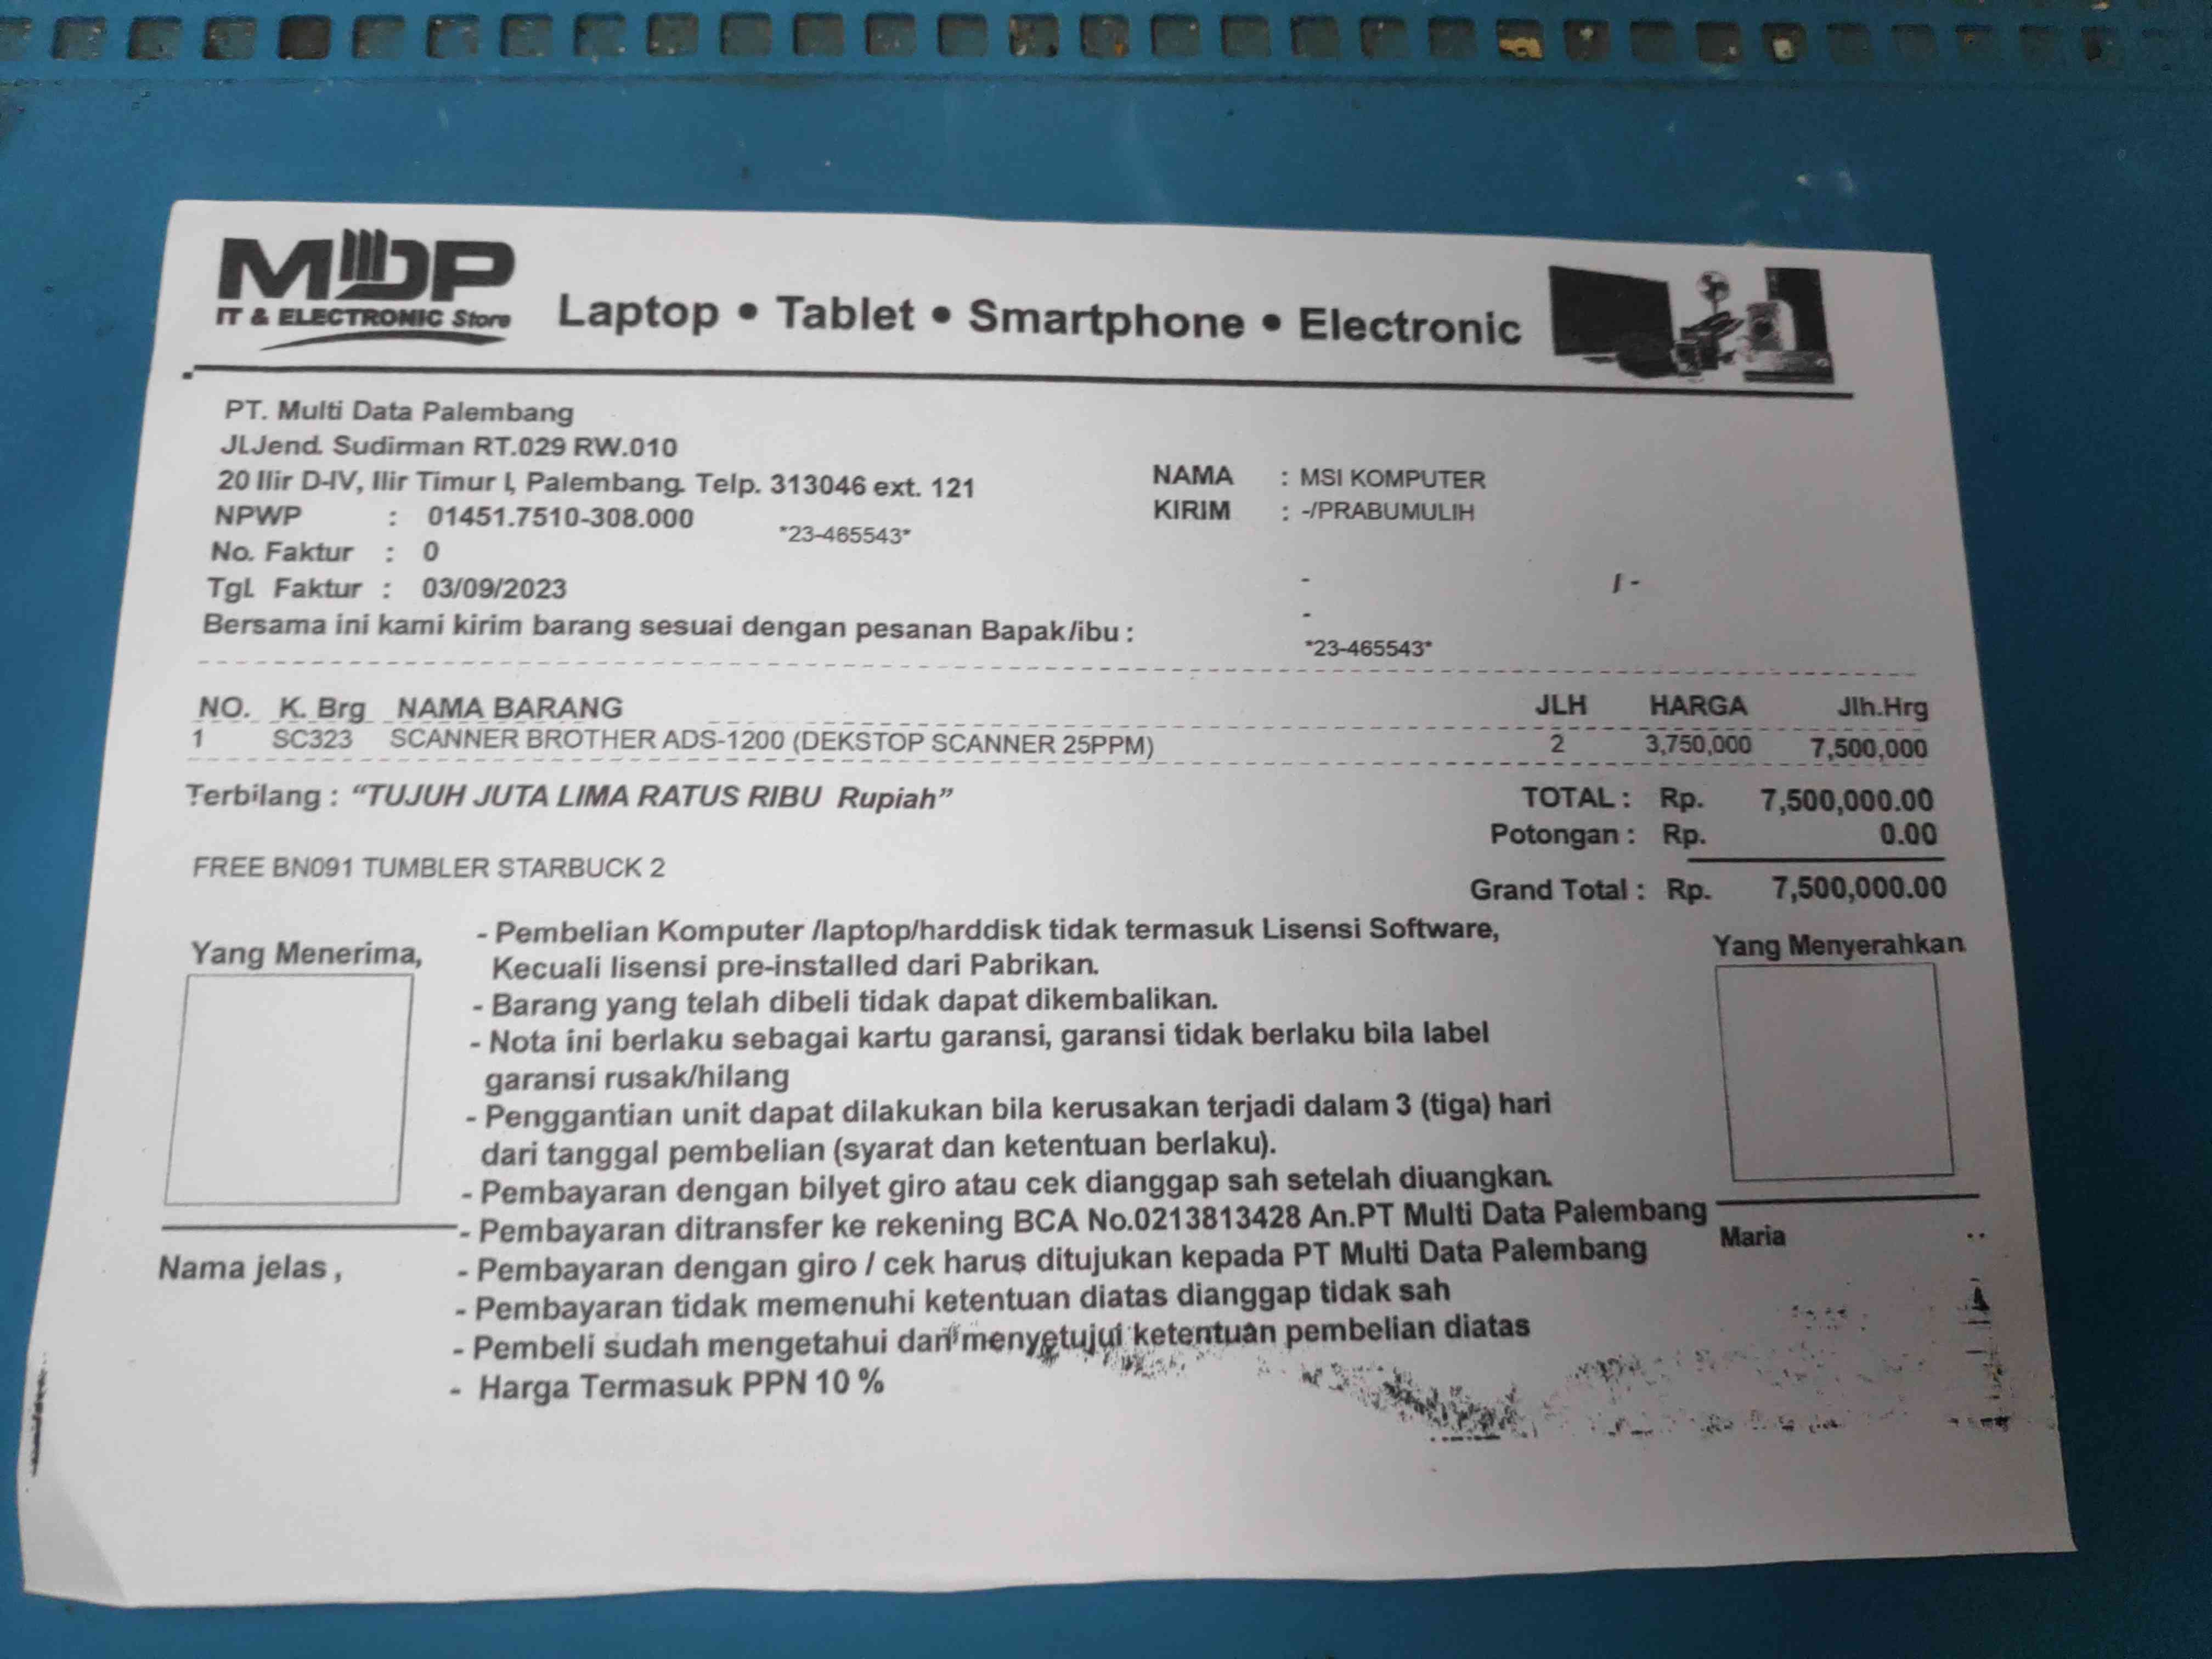 MDP
IT & ELECTRONIC Store
Laptop • Tablet • Smartphone • Electronic
PT. Multi Data Palembang
Jl.Jend. Sudirman RT.029 RW.010
20 Ilir D-IV, Ilir Timur I, Palembang. Telp. 313046 ext. 121
NPWP : 01451.7510-308.000
*23-465543*
No. Faktur : 0
Tgl. Faktur : 03/09/2023
Bersama ini kami kirim barang sesuai dengan pesanan Bapak/ibu :
NAMA : MSI KOMPUTER
KIRIM : -/PRABUMULIH
- / -
-
*23-465543*
NO. K. Brg NAMA BARANG JLH HARGA Jlh.Hrg
1 SC323 SCANNER BROTHER ADS-1200 (DEKSTOP SCANNER 25PPM) 2 3,750,000 7,500,000
Terbilang : “TUJUH JUTA LIMA RATUS RIBU Rupiah”
TOTAL : Rp. 7,500,000.00
Potongan : Rp. 0.00
FREE BN091 TUMBLER STARBUCK 2
Grand Total : Rp. 7,500,000.00
Yang Menerima,
Nama jelas ,
- Pembelian Komputer /laptop/harddisk tidak termasuk Lisensi Software,
Kecuali lisensi pre-installed dari Pabrikan.
- Barang yang telah dibeli tidak dapat dikembalikan.
- Nota ini berlaku sebagai kartu garansi, garansi tidak berlaku bila label
garansi rusak/hilang
- Penggantian unit dapat dilakukan bila kerusakan terjadi dalam 3 (tiga) hari
dari tanggal pembelian (syarat dan ketentuan berlaku).
- Pembayaran dengan bilyet giro atau cek dianggap sah setelah diuangkan.
- Pembayaran ditransfer ke rekening BCA No.0213813428 An.PT Multi Data Palembang
- Pembayaran dengan giro / cek harus ditujukan kepada PT Multi Data Palembang
- Pembayaran tidak memenuhi ketentuan diatas dianggap tidak sah
- Pembeli sudah mengetahui dan menyetujui ketentuan pembelian diatas
- Harga Termasuk PPN 10 %
Yang Menyerahkan
Maria